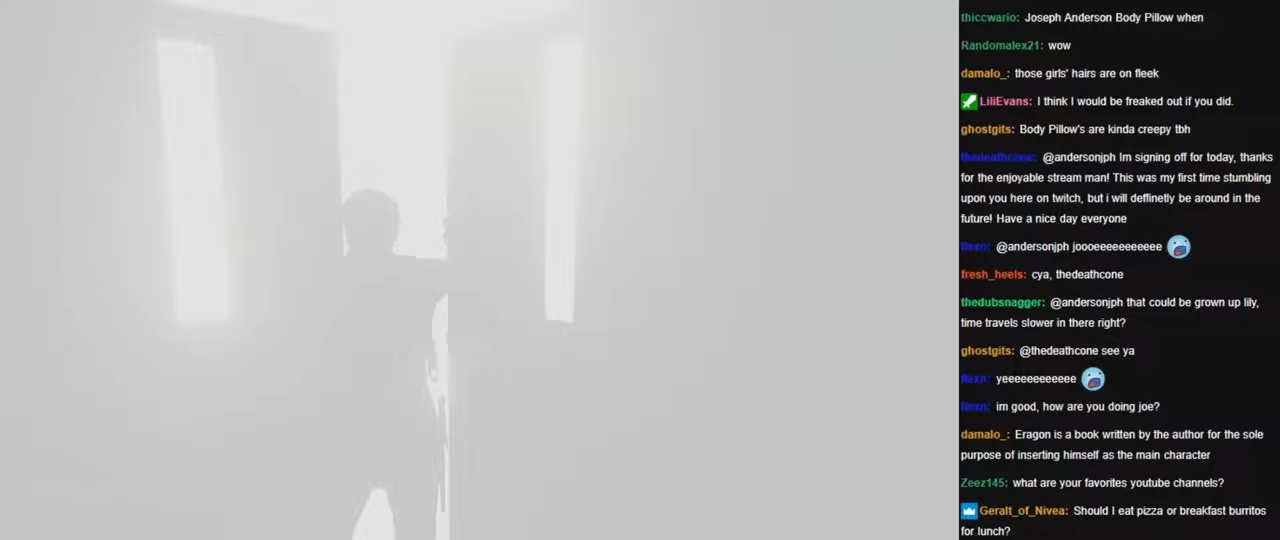 thiccwario: Joseph Anderson Body Pillow when
Randomalex21: wow
damalo_: those girls' hairs are on fleek
LiliEvans: I think I would be freaked out if you did.
ghostgits: Body Pillow's are kinda creepy tbh
thedeathcone: @andersonjph Im signing off for today, thanks
for the enjoyable stream man! This was my first time stumbling
upon you here on twitch, but i will deffinetly be around in the
future! Have a nice day everyone
flexn: @andersonjph joooeeeeeeeeeee
fresh_heels: cya, thedeathcone
thedubsnagger: @andersonjph that could be grown up lily,
time travels slower in there right?
ghostgits: @thedeathcone see ya
flexn: yeeeeeeeeeeee
flexn: im good, how are you doing joe?
damalo_: Eragon is a book written by the author for the sole
purpose of inserting himself as the main character
Zeez145: what are your favorites youtube channels?
Geralt_of_Nivea: Should I eat pizza or breakfast burritos
for lunch?